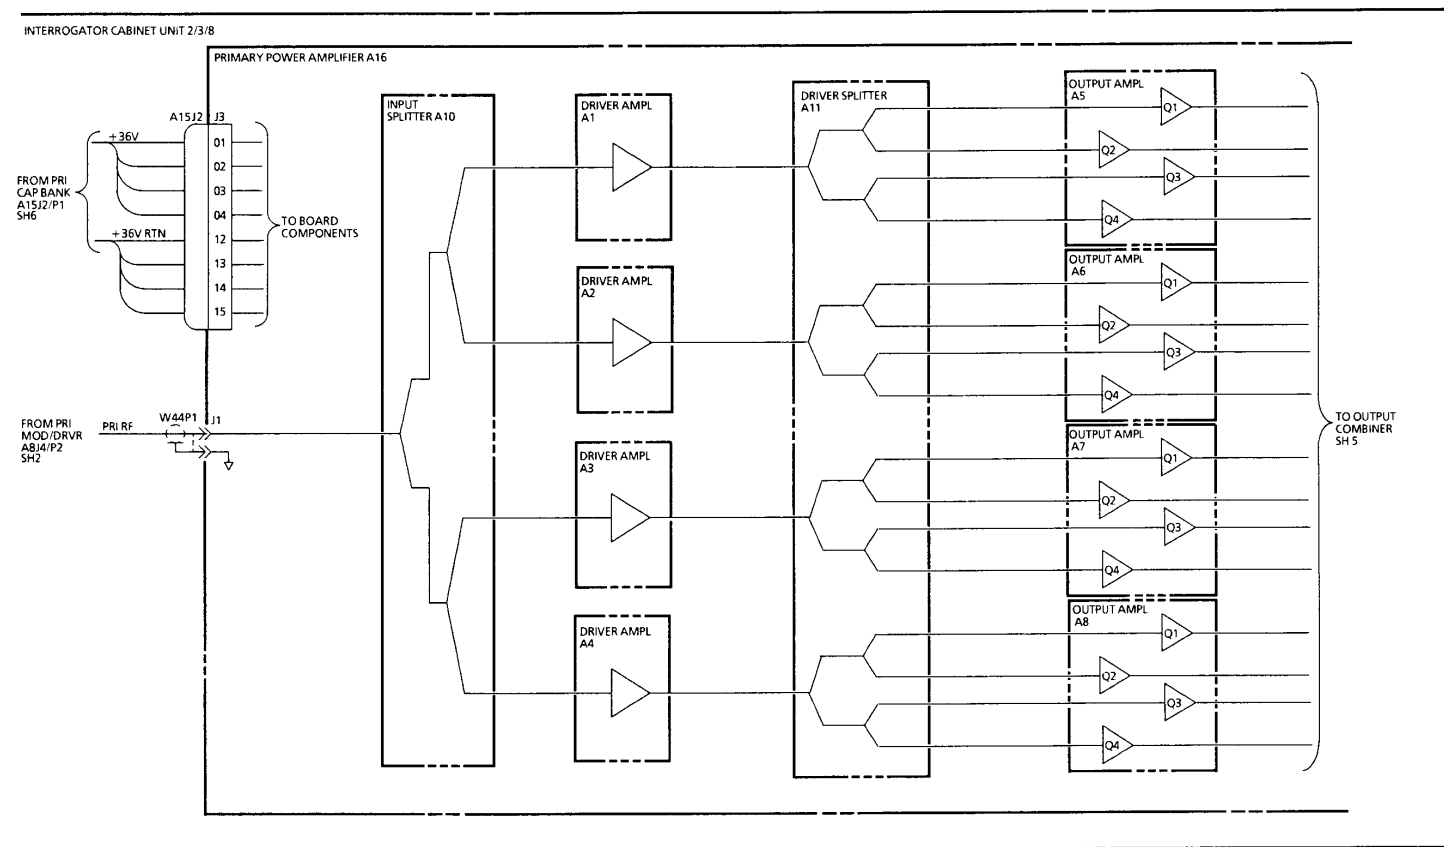 INTERROGATOR CABINET UNIT 2/3/8
PRIMARY POWER AMPLIFIER A16
A15J2 J3
+36V
01
02
03
04
+36V RTN
12
13
14
15
FROM PRI
CAP BANK
A15J2/P1
SH6
TO BOARD
COMPONENTS
FROM PRI
MOD/DRVR
A8J4/P2
SH2
PRI RF
W44P1
J1
INPUT
SPLITTER A10
DRIVER AMPL
A1
DRIVER AMPL
A2
DRIVER AMPL
A3
DRIVER AMPL
A4
DRIVER SPLITTER
A11
OUTPUT AMPL
A5
Q1
Q2
Q3
Q4
OUTPUT AMPL
A6
Q1
Q2
Q3
Q4
OUTPUT AMPL
A7
Q1
Q2
Q3
Q4
OUTPUT AMPL
A8
Q1
Q2
Q3
Q4
TO OUTPUT
COMBINER
SH 5